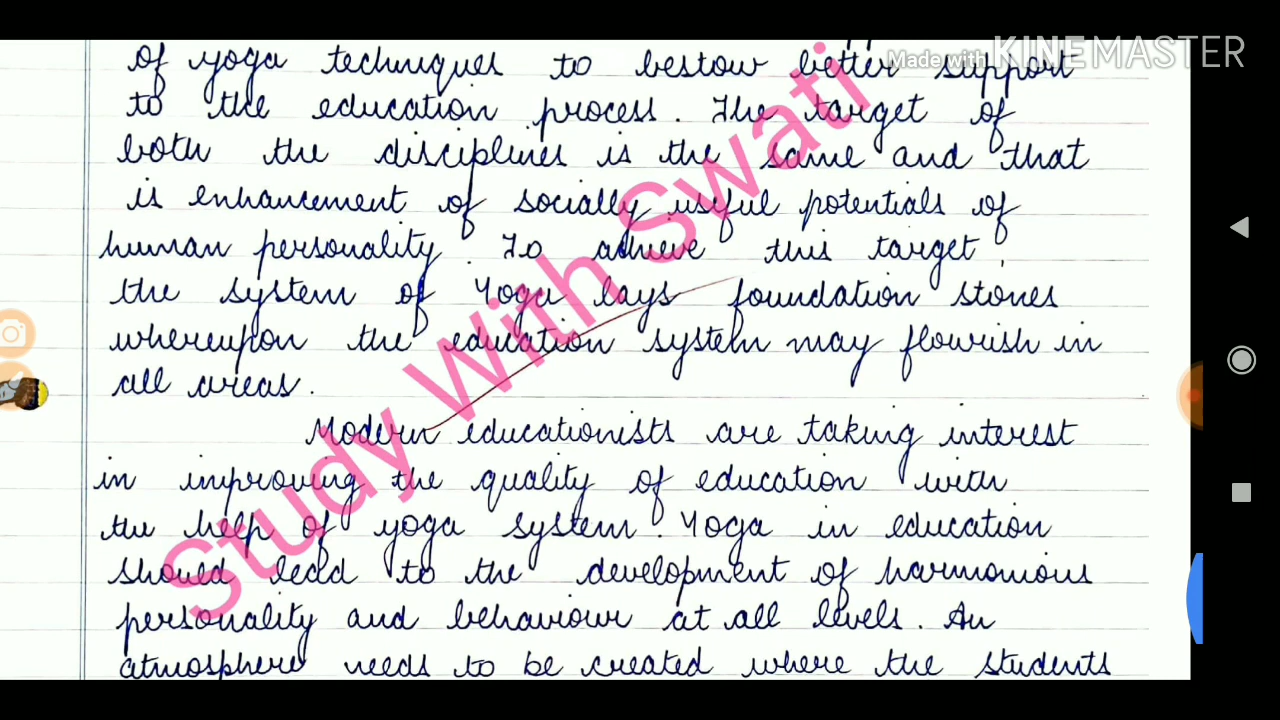 Made with KINEMASTER
of yoga techniques to bestow better support
to the education process. The target of
both the disciplines is the same and that
is enhancement of socially useful potentials of
human personality. To achieve this target,
the system of Yoga lays foundation stones
whereupon the education system may flourish in
all areas.
Modern educationists are taking interest
in improving the quality of education with
the help of yoga system. Yoga in education
should lead to the development of harmonious
personality and behaviour at all levels. An
atmosphere needs to be created where the students
Study With Swati